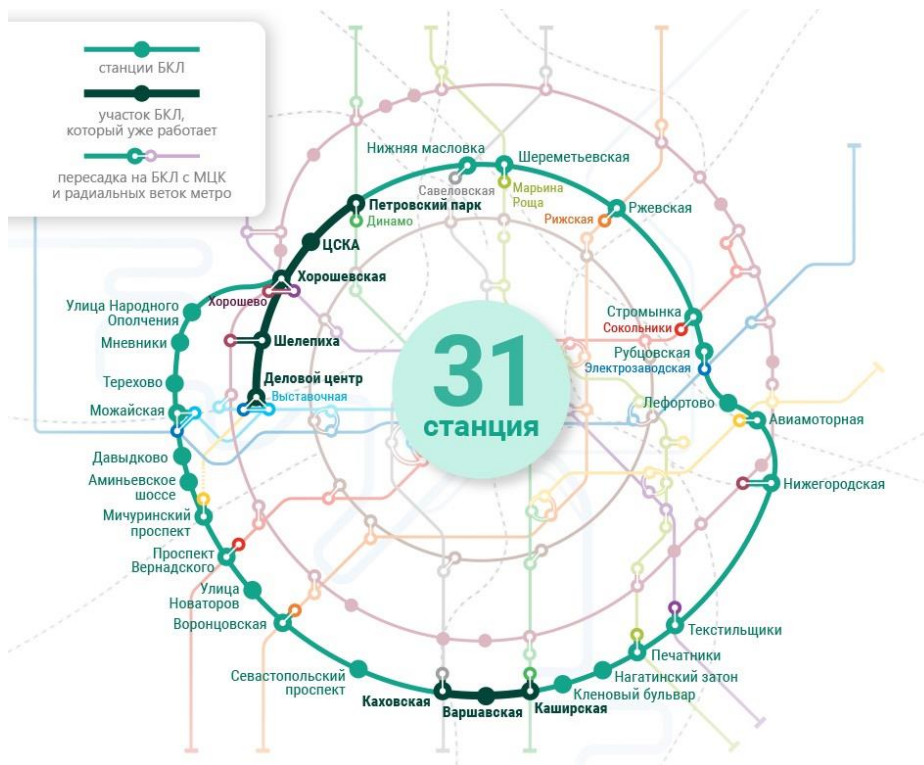 станции БКЛ
участок БКЛ,
который уже работает
пересадка на БКЛ с МЦК
и радиальных веток метро
Нижняя масловка
Шереметьевская
Савеловская
Марьина
Роща
Петровский парк
Динамо
Рижская
Ржевская
ЦСКА
Хорошевская
Хорошево
Улица Народного
Ополчения
Стромынка
Сокольники
Мневники
Шелепиха
Рубцовская
Электрозаводская
31
станция
Терехово
Деловой центр
Выставочная
Можайская
Лефортово
Авиамоторная
Давыдково
Аминьевское
шоссе
Нижегородская
Мичуринский
проспект
Проспект
Вернадского
Улица
Новаторов
Воронцовская
Текстильщики
Печатники
Севастопольский
проспект
Нагатинский затон
Кленовый бульвар
Каховская
Варшавская
Каширская